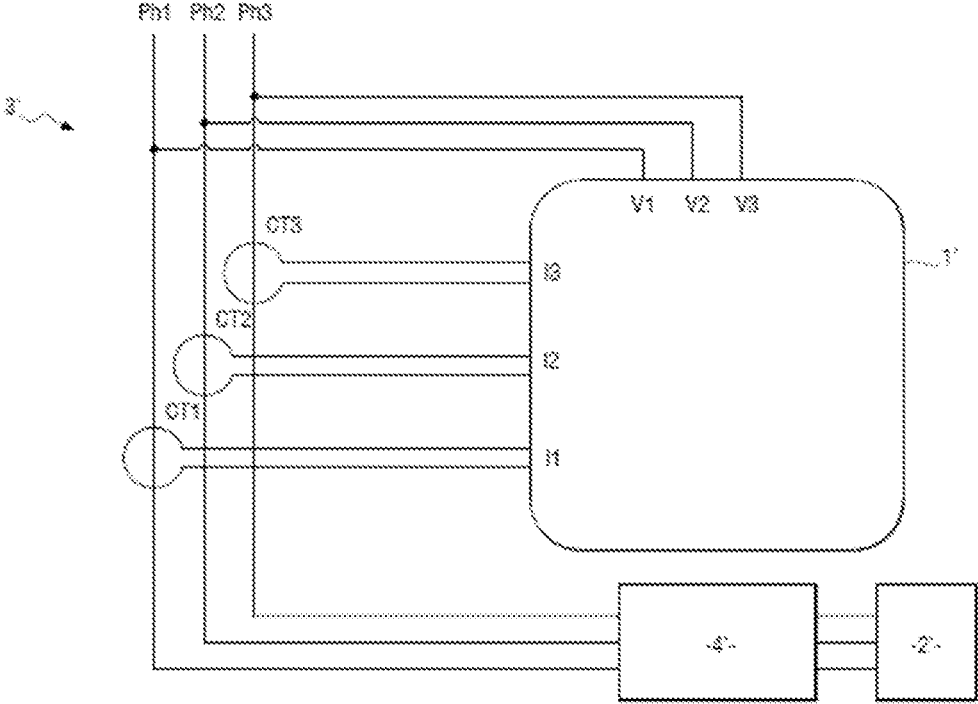 Ph1 Ph2 Ph3
3'
V1 V2 V3
CT3
1'
I3
CT2
I2
CT1
I1
-4'-
-2'-